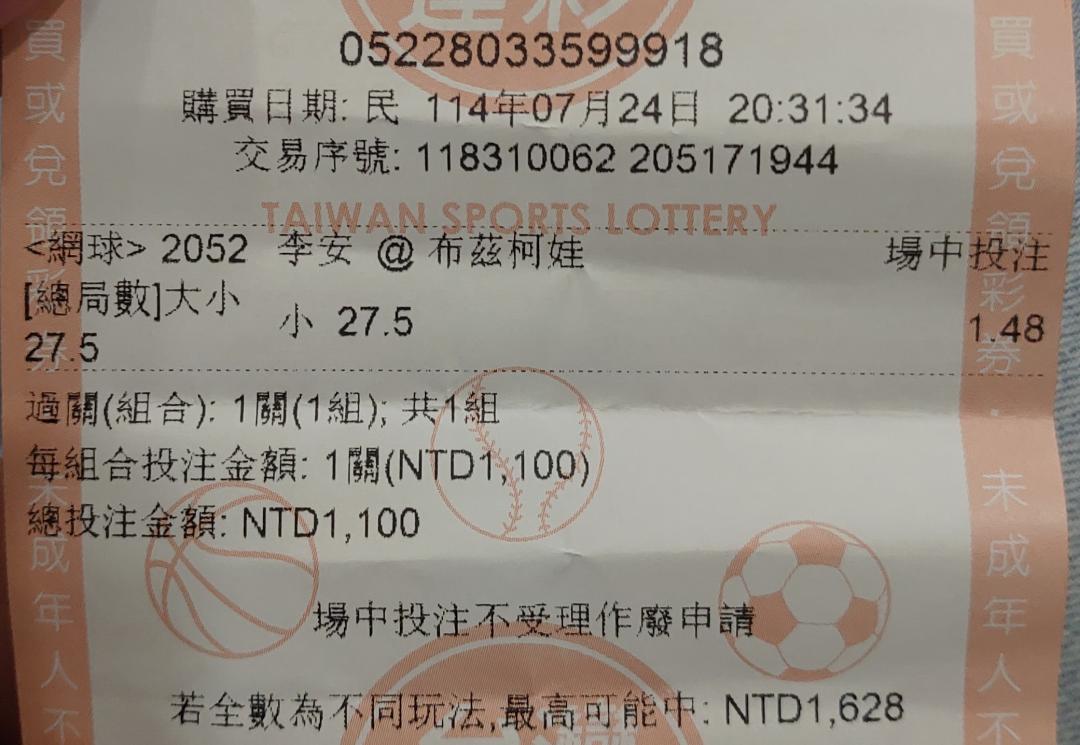 運彩
05228033599918
購買日期: 民 114年07月24日 20:31:34
交易序號: 118310062 205171944
TAIWAN SPORTS LOTTERY
<網球> 2052 李安 @ 布茲柯娃 場中投注
[總局數]大小 小 27.5 1.48
27.5
過關(組合): 1關(1組); 共1組
每組合投注金額: 1關(NTD1,100)
總投注金額: NTD1,100
場中投注不受理作廢申請
若全數為不同玩法,最高可能中: NTD1,628
買或兌領彩券
未成年人不
買或兌領彩券・未成年人不